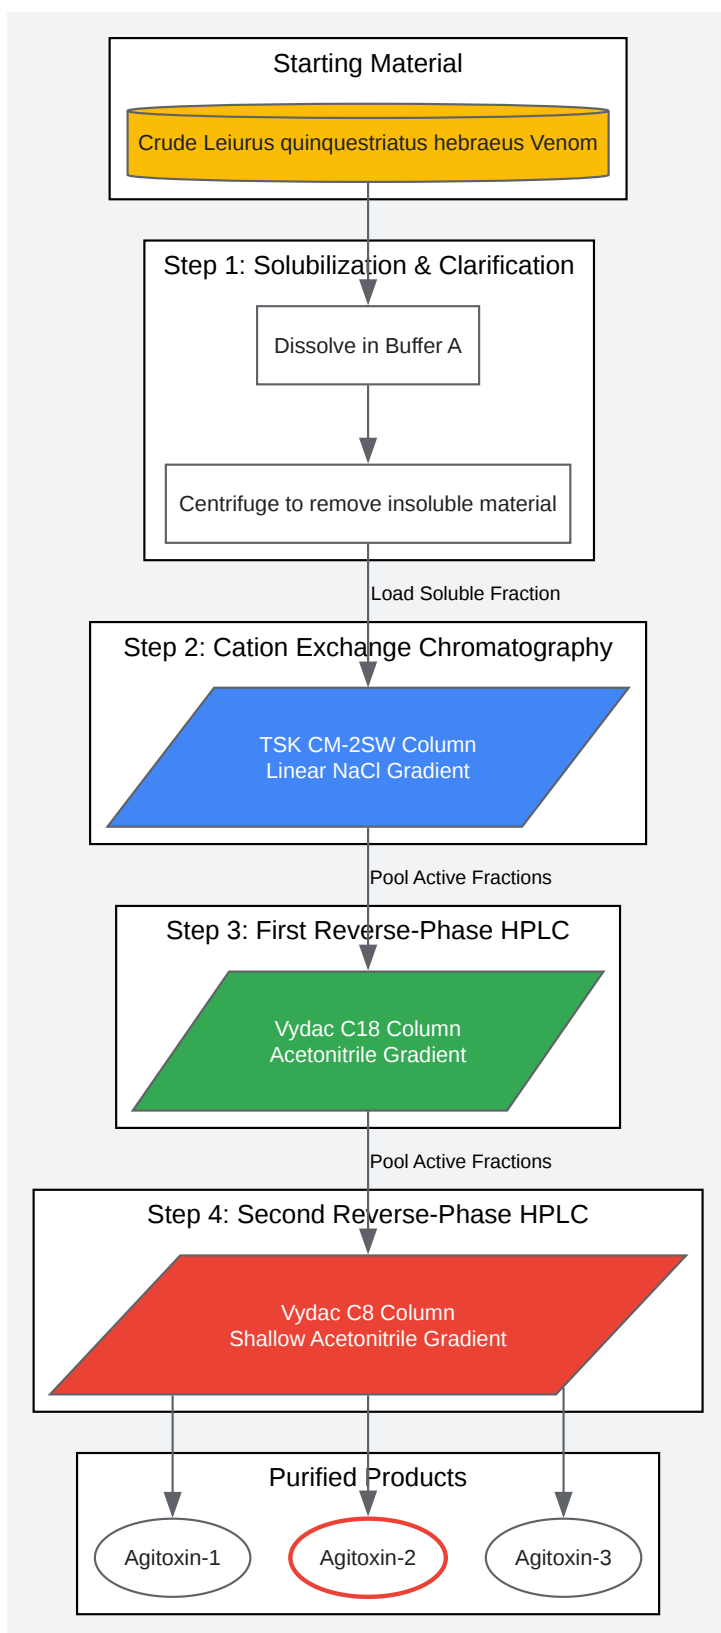 Starting Material
Crude Leiurus quinquestriatus hebraeus Venom
Step 1: Solubilization & Clarification
Dissolve in Buffer A
Centrifuge to remove insoluble material
Load Soluble Fraction
Step 2: Cation Exchange Chromatography
TSK CM-2SW Column
Linear NaCl Gradient
Pool Active Fractions
Step 3: First Reverse-Phase HPLC
Vydac C18 Column
Acetonitrile Gradient
Pool Active Fractions
Step 4: Second Reverse-Phase HPLC
Vydac C8 Column
Shallow Acetonitrile Gradient
Purified Products
Agitoxin-1
Agitoxin-2
Agitoxin-3